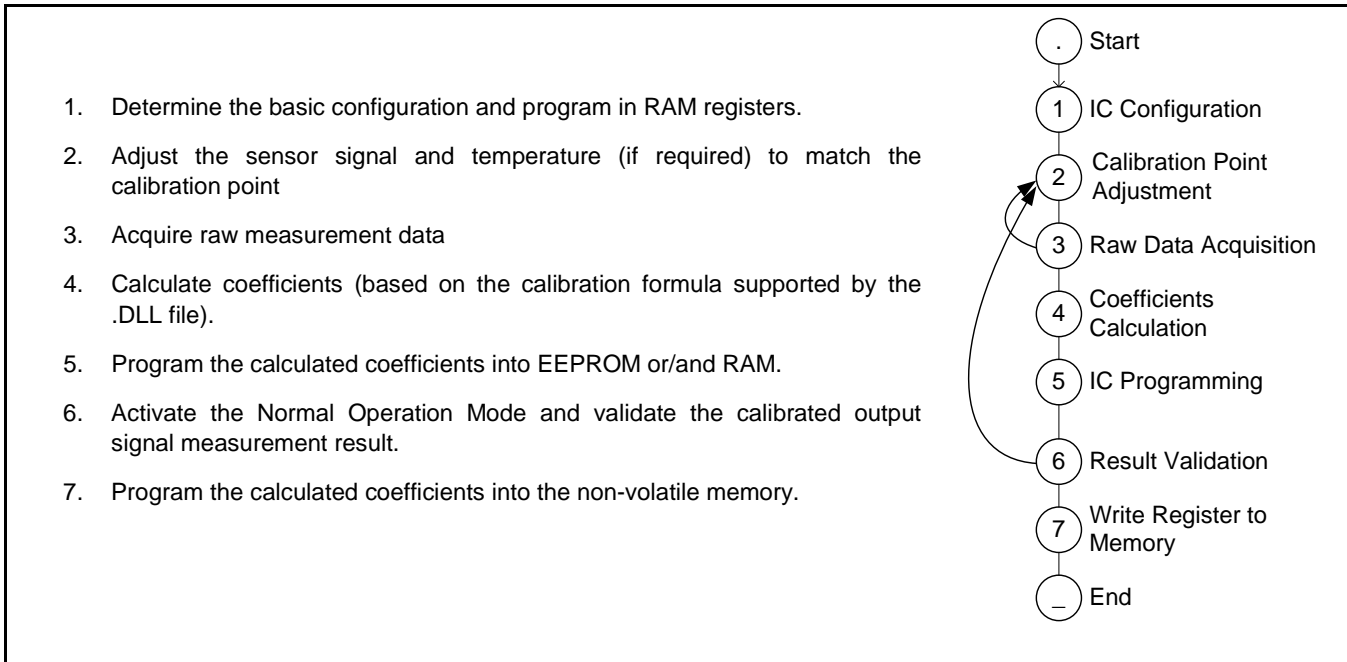 1. Determine the basic configuration and program in RAM registers.
2. Adjust the sensor signal and temperature (if required) to match the
calibration point
3. Acquire raw measurement data
4. Calculate coefficients (based on the calibration formula supported by the
.DLL file).
5. Program the calculated coefficients into EEPROM or/and RAM.
6. Activate the Normal Operation Mode and validate the calibrated output
signal measurement result.
7. Program the calculated coefficients into the non-volatile memory.
. Start
1 IC Configuration
2 Calibration Point
Adjustment
3 Raw Data Acquisition
4 Coefficients
Calculation
5 IC Programming
6 Result Validation
7 Write Register to
Memory
_ End